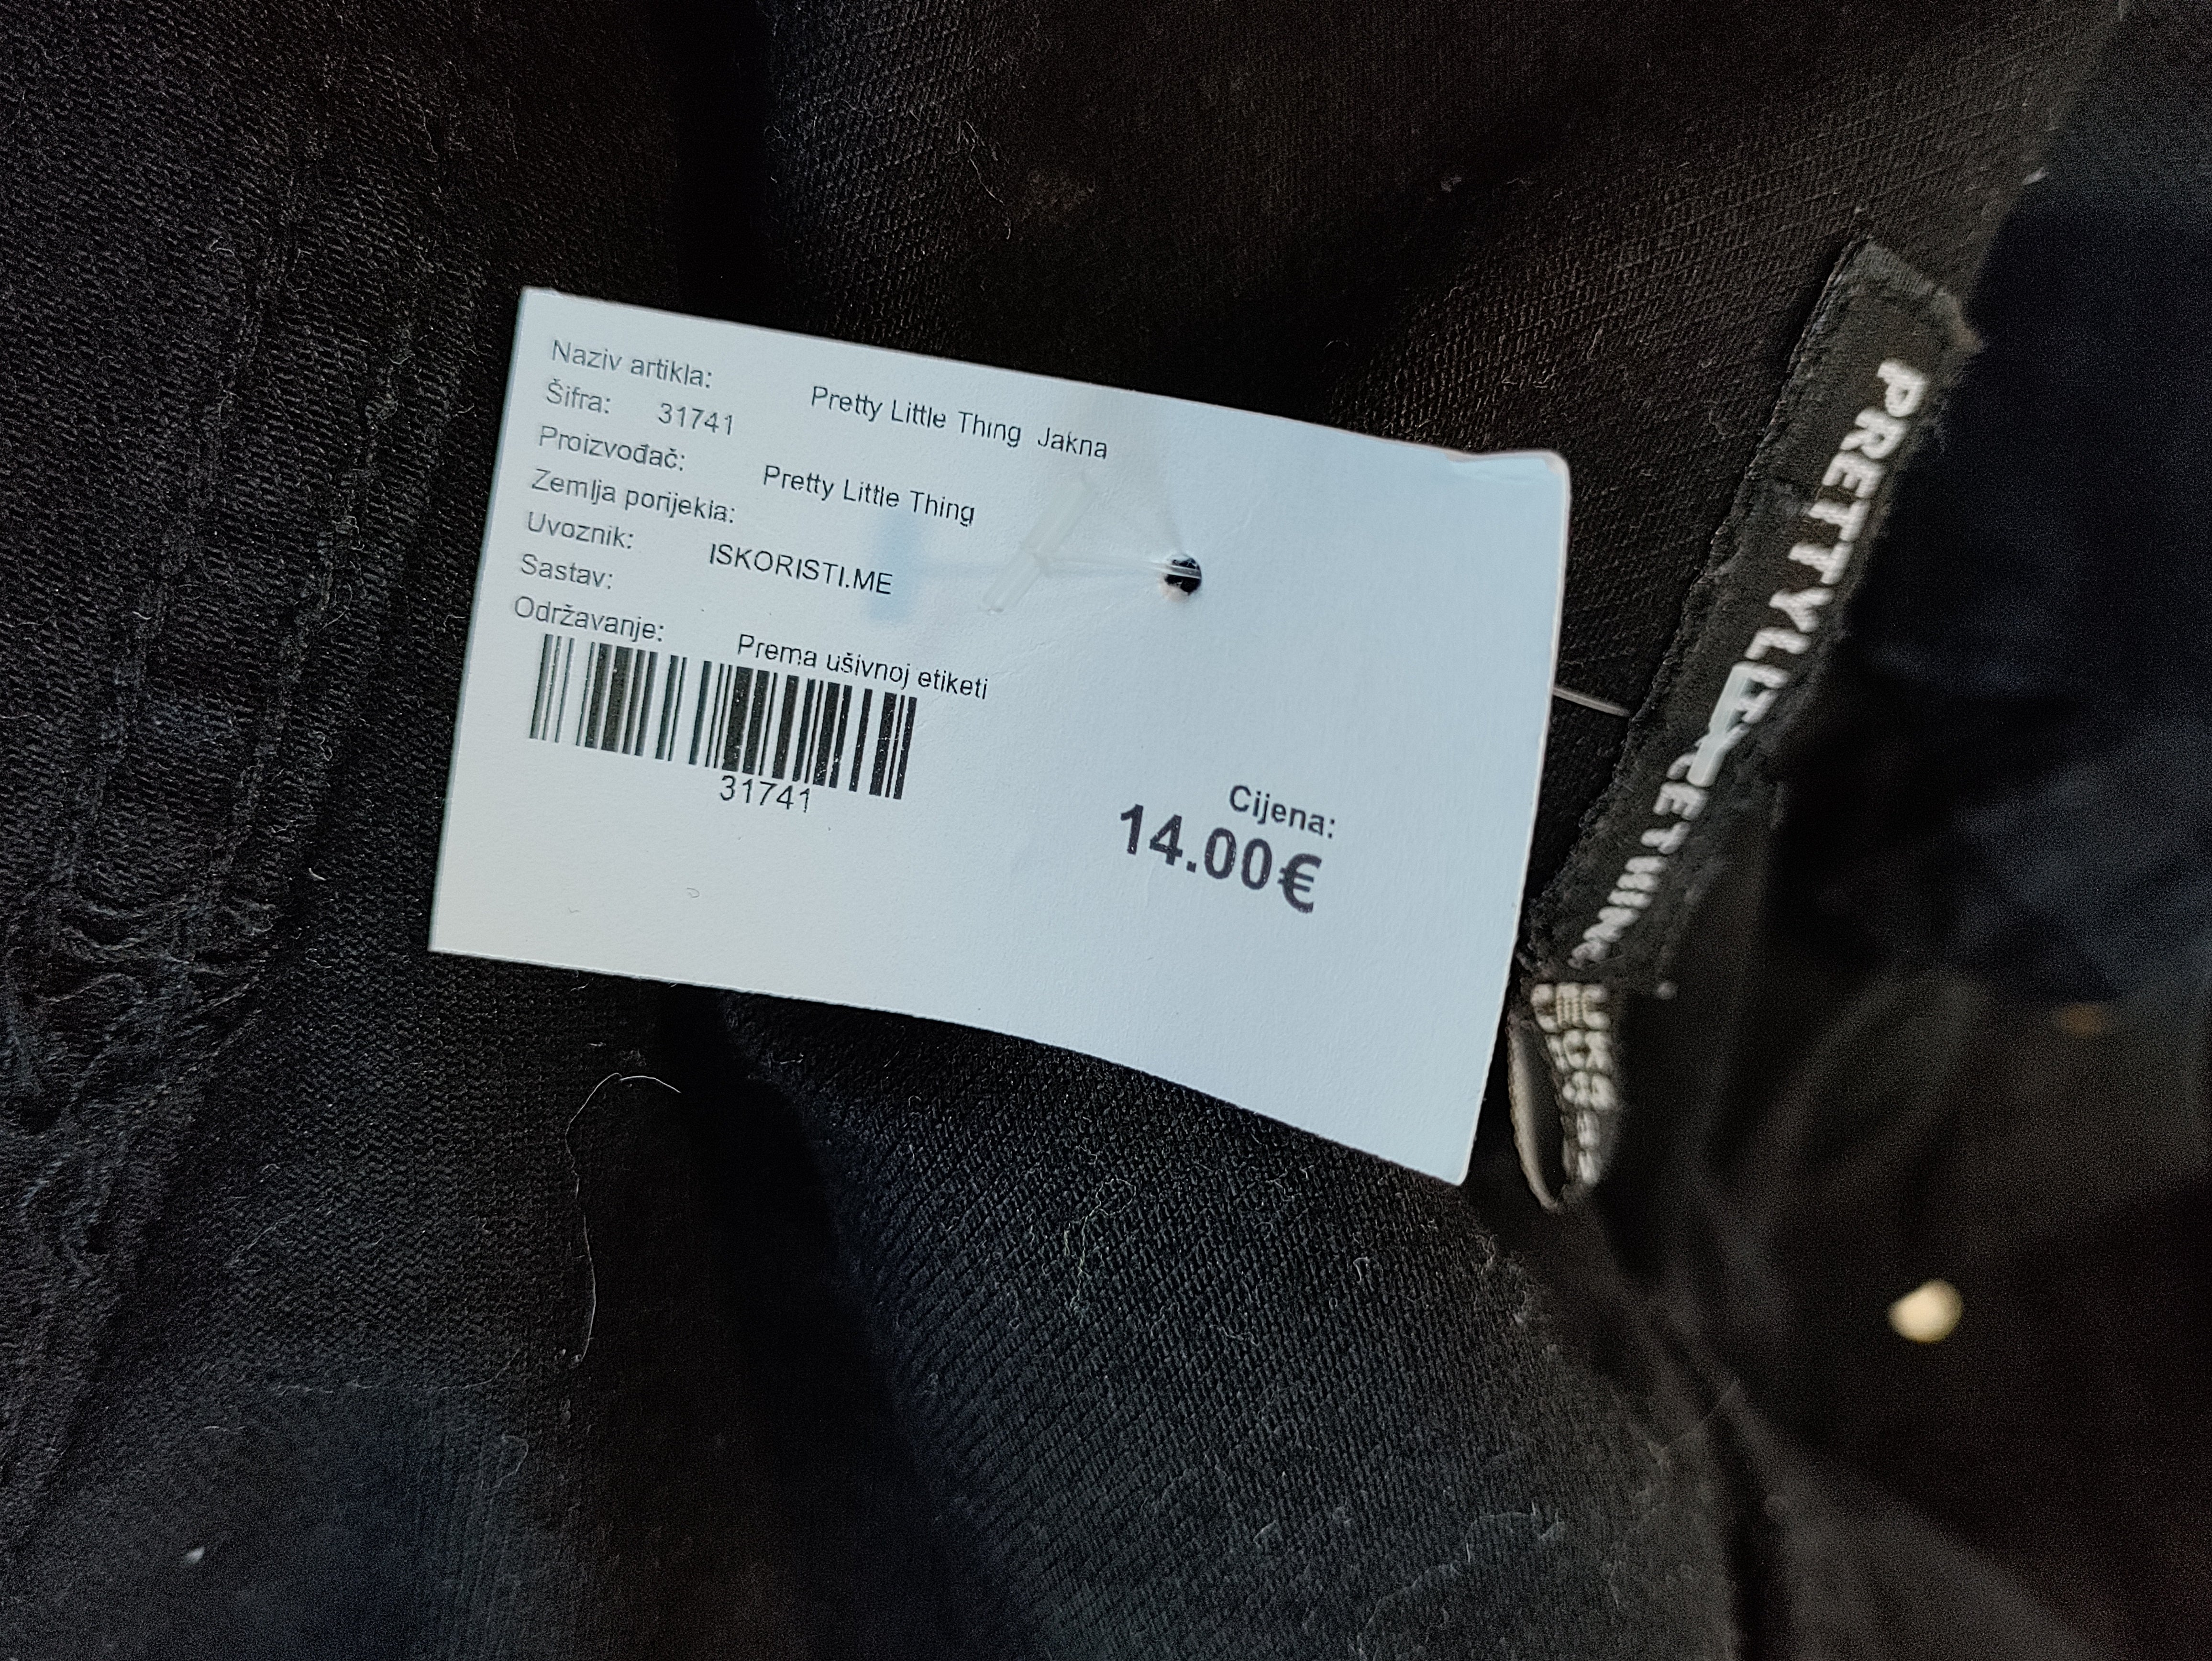 Naziv artikla: Pretty Little Thing Jakna
Šifra: 31741
Proizvođač: Pretty Little Thing
Zemlja porijekla:
Uvoznik: ISKORISTI.ME
Sastav:
Održavanje: Prema ušivnoj etiketi
31741
Cijena:
14.00€